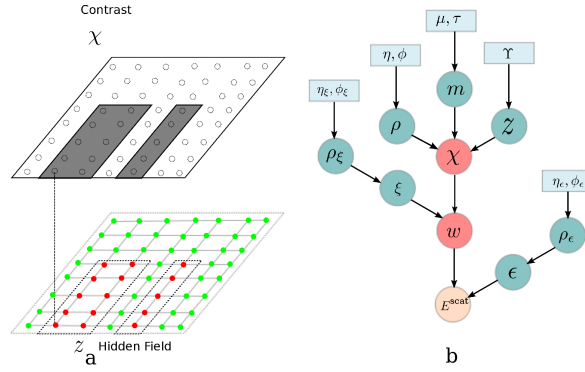 Contrast
χ
z Hidden Field
a
μ, τ
η, ϕ
Υ
η_ξ, ϕ_ξ
m
ρ
z
ρ_ξ
χ
ξ
η_ϵ, ϕ_ϵ
w
ρ_ϵ
ϵ
E^scat
b